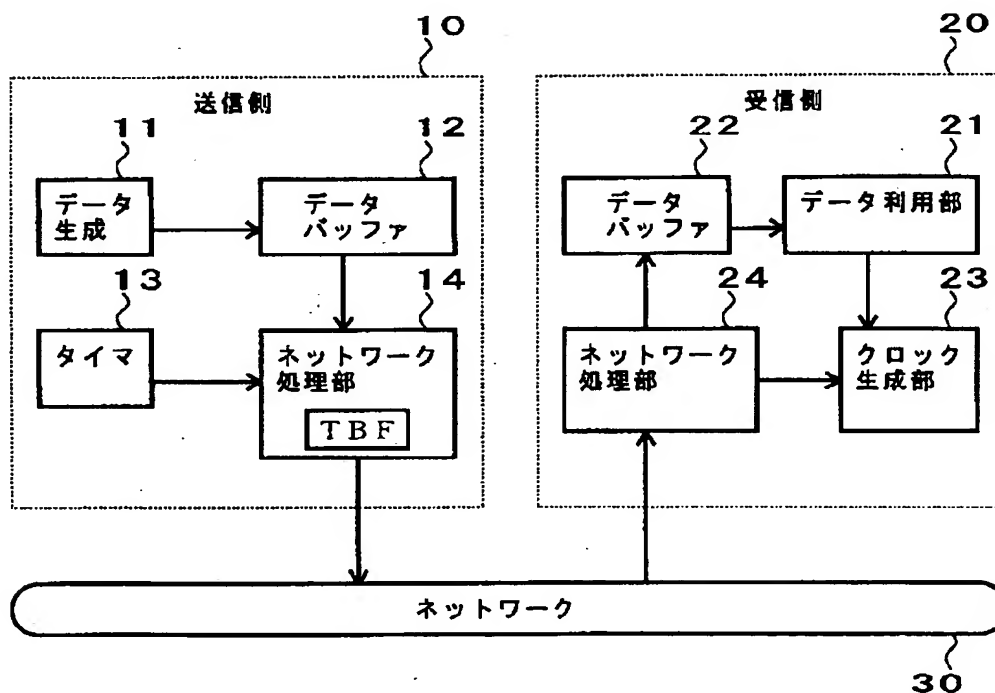 10
20
送信側
受信側
11
12
22
21
データ
生成
データ
バッファ
データ
バッファ
データ利用部
13
14
24
23
タイマ
ネットワーク
処理部
TBF
ネットワーク
処理部
クロック
生成部
ネットワーク
30